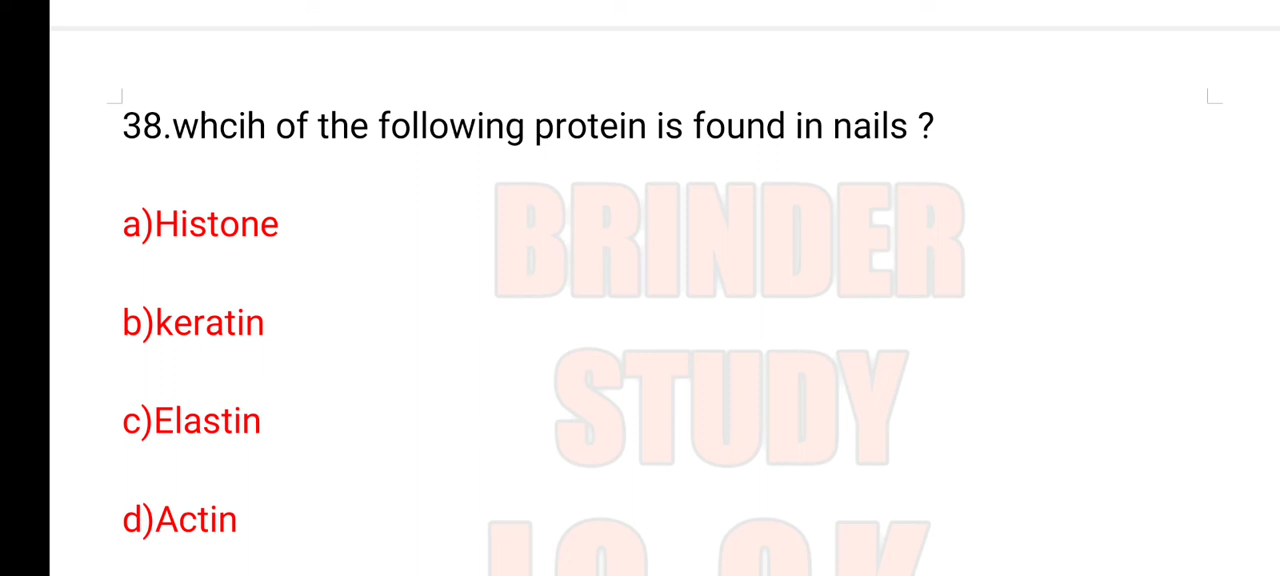 38.whcih of the following protein is found in nails ?
BRINDER
a)Histone
b)keratin
STUDY
c)Elastin
d)Actin